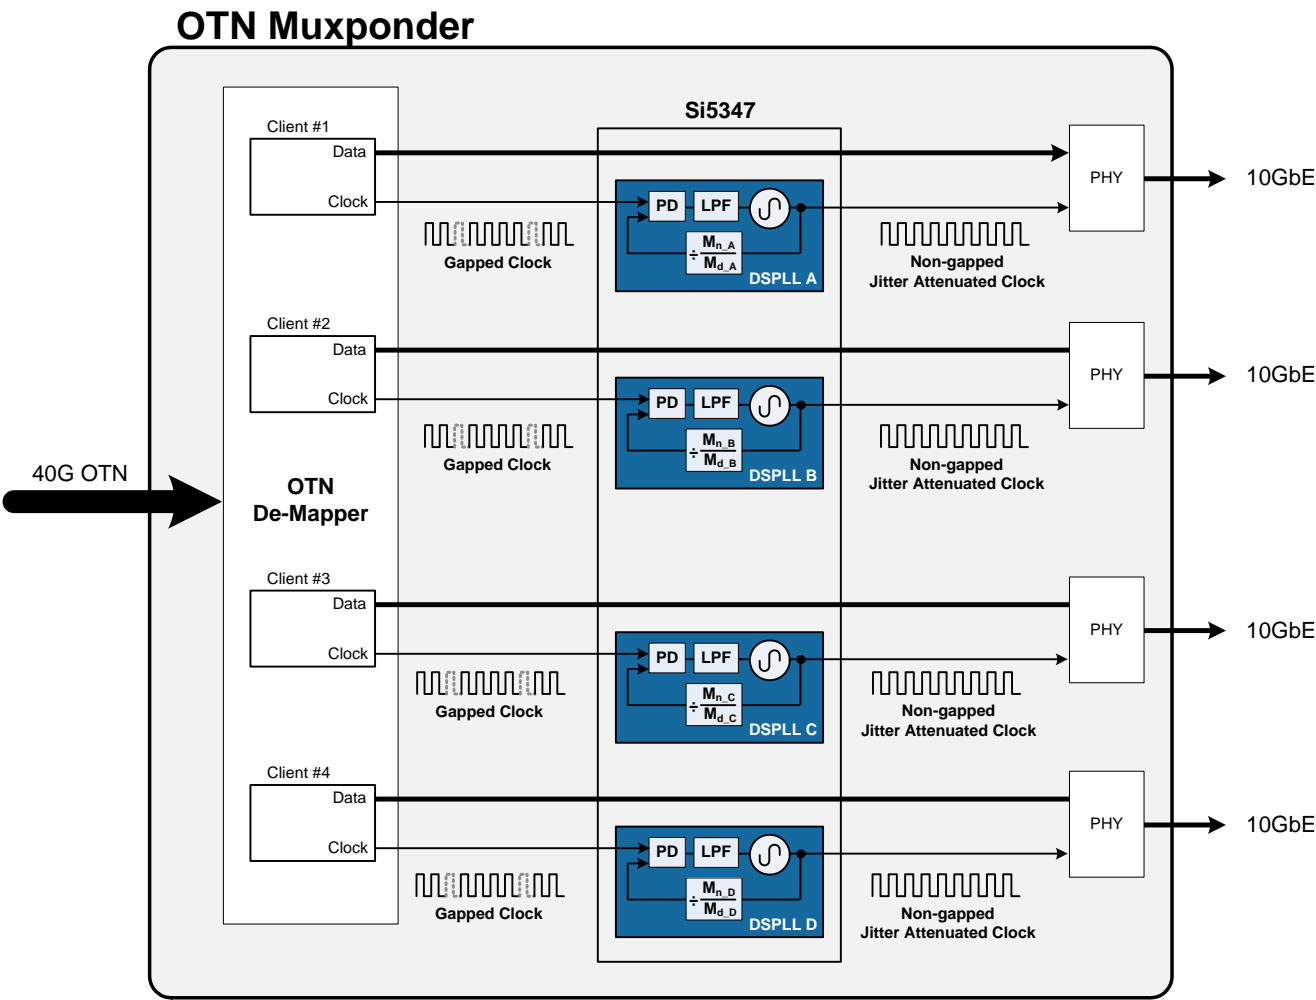 OTN Muxponder
Si5347
Client #1
Data
Clock
Gapped Clock
PD
LPF
÷
Mn_A
Md_A
DSPLL A
Non-gapped
Jitter Attenuated Clock
PHY
10GbE
Client #2
Data
Clock
Gapped Clock
PD
LPF
÷
Mn_B
Md_B
DSPLL B
Non-gapped
Jitter Attenuated Clock
PHY
10GbE
40G OTN
OTN
De-Mapper
Client #3
Data
Clock
Gapped Clock
PD
LPF
÷
Mn_C
Md_C
DSPLL C
Non-gapped
Jitter Attenuated Clock
PHY
10GbE
Client #4
Data
Clock
Gapped Clock
PD
LPF
÷
Mn_D
Md_D
DSPLL D
Non-gapped
Jitter Attenuated Clock
PHY
10GbE